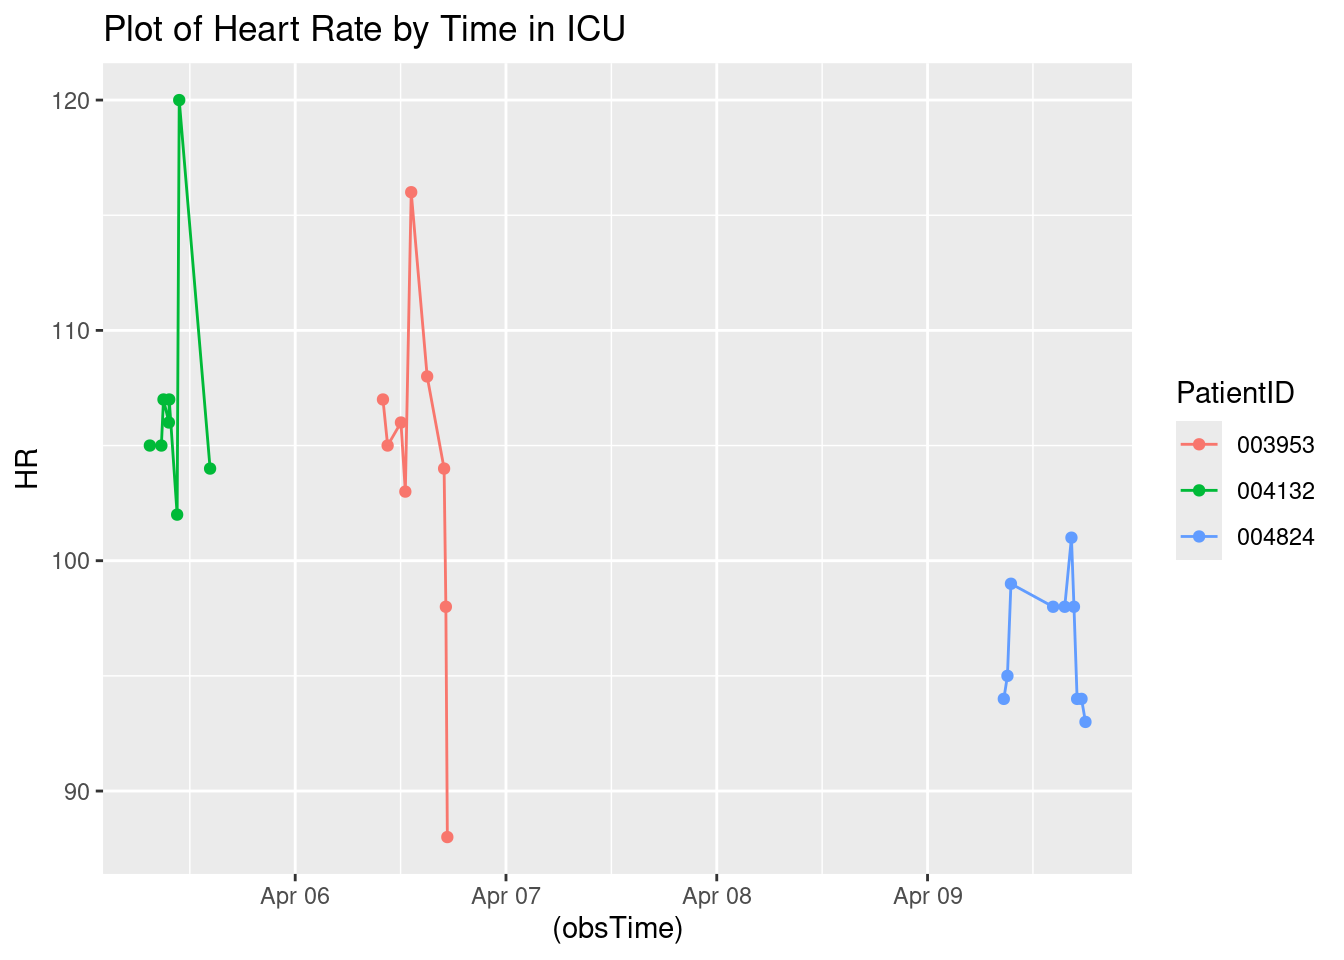 Plot of Heart Rate by Time in ICU
120
110
100
90
HR
Apr 06
Apr 07
Apr 08
Apr 09
(obsTime)
PatientID
003953
004132
004824